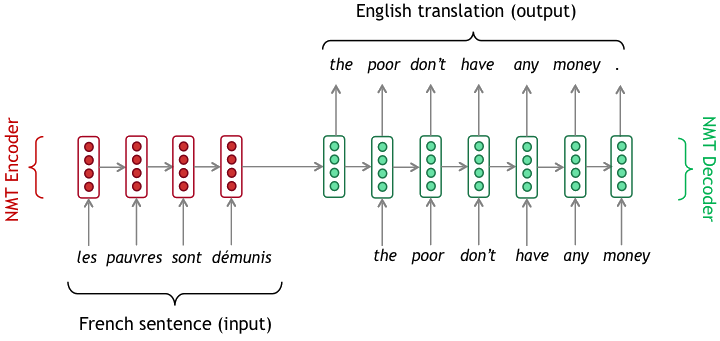 English translation (output)
the poor don't have any money .
NMT Encoder
NMT Decoder
les pauvres sont démunis
the poor don't have any money
French sentence (input)